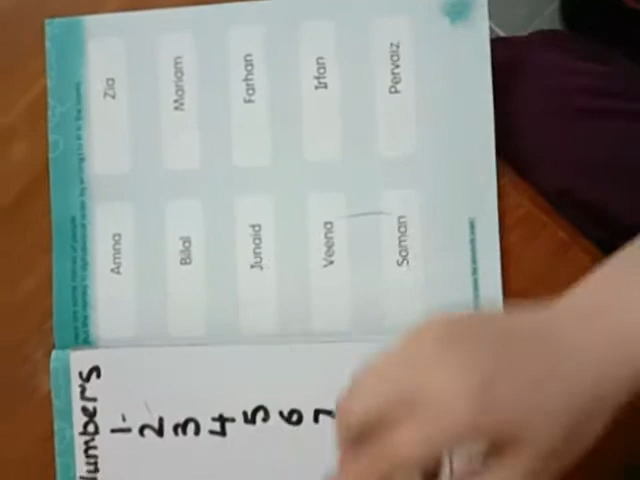 Amna Zia
Bilal Mariam
Junaid Farhan
Veena Irfan
Saman Pervaiz
Numbers
1
2
3
4
5
6
7